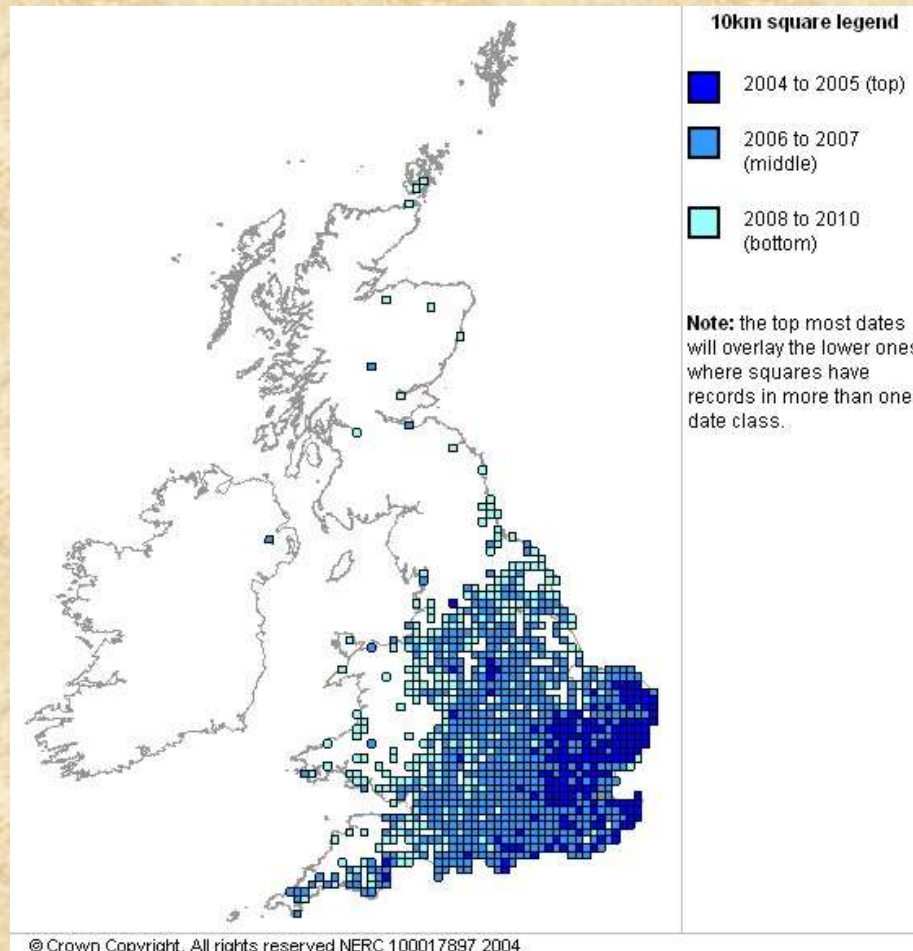 10km square legend
2004 to 2005 (top)
2006 to 2007
(middle)
2008 to 2010
(bottom)
Note: the top most dates
will overlay the lower ones
where squares have
records in more than one
date class.
© Crown Copyright. All rights reserved NERC 100017897 2004